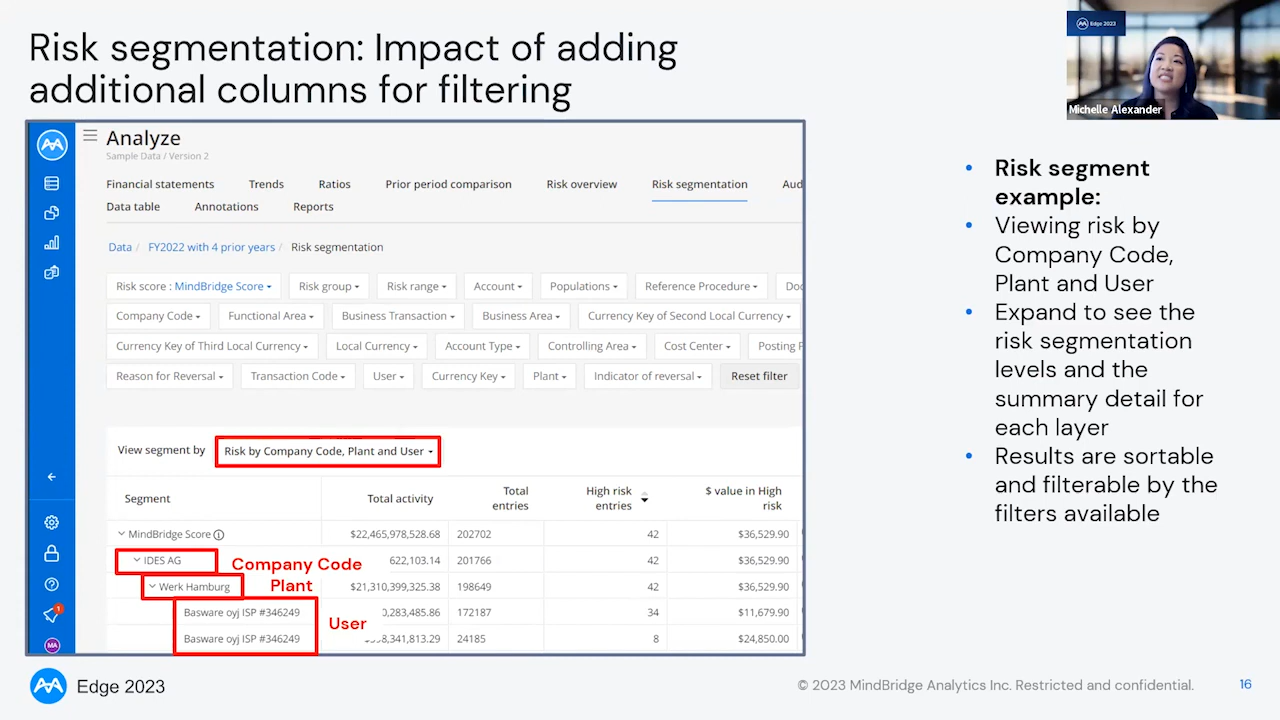 Risk segmentation: Impact of adding
additional columns for filtering
Edge 2023
Michelle Alexander
Analyze
Sample Data / Version 2
Financial statements Trends Ratios Prior period comparison Risk overview Risk segmentation Aud
Data table Annotations Reports
Data / FY2022 with 4 prior years / Risk segmentation
Risk score : MindBridge Score Risk group Risk range Account Populations Reference Procedure Doc
Company Code Functional Area Business Transaction Business Area Currency Key of Second Local Currency
Currency Key of Third Local Currency Local Currency Account Type Controlling Area Cost Center Posting P
Reason for Reversal Transaction Code User Currency Key Plant Indicator of reversal Reset filter
View segment by Risk by Company Code, Plant and User
Segment Total activity Total entries High risk entries $ value in High risk
MindBridge Score $22,465,978,528.68 202702 42 $36,529.90
IDES AG Company Code 622,103.14 201766 42 $36,529.90
Werk Hamburg Plant $21,310,399,325.38 198649 42 $36,529.90
Basware oyj ISP #346249 0,283,485.86 172187 34 $11,679.90
User
Basware oyj ISP #346249 8,341,813.29 24185 8 $24,850.00
1
MA
Risk segment
example:
Viewing risk by
Company Code,
Plant and User
Expand to see the
risk segmentation
levels and the
summary detail for
each layer
Results are sortable
and filterable by the
filters available
Edge 2023
© 2023 MindBridge Analytics Inc. Restricted and confidential.
16